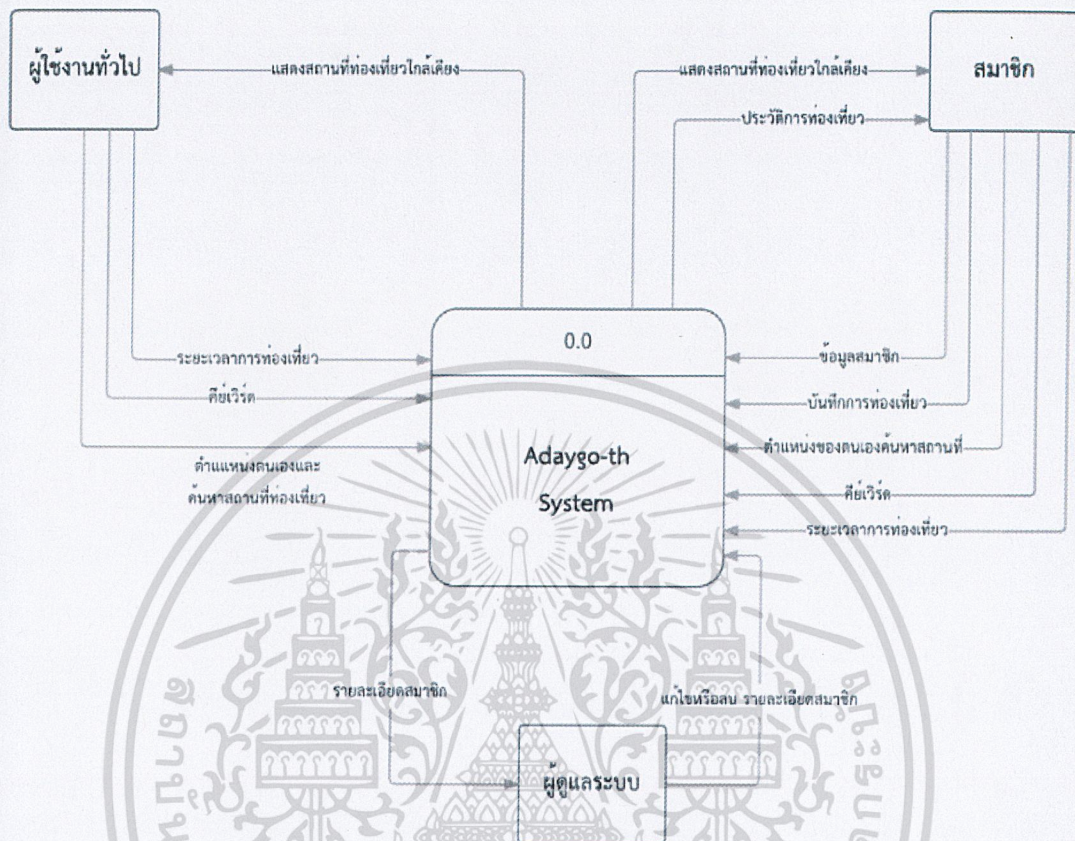 ผู้ใช้งานทั่วไป
แสดงสถานที่ท่องเที่ยวใกล้เคียง
แสดงสถานที่ท่องเที่ยวใกล้เคียง
สมาชิก
ประวัติการท่องเที่ยว
0.0
ระยะเวลาการท่องเที่ยว
ข้อมูลสมาชิก
คีย์เวิร์ด
บันทึกการท่องเที่ยว
Adaygo-th
System
ตำแหน่งของตนเองค้นหาสถานที่
ตำแหน่งตนเองและ
ค้นหาสถานที่ท่องเที่ยว
คีย์เวิร์ด
ระยะเวลาการท่องเที่ยว
รายละเอียดสมาชิก
แก้ไขหรือลบ รายละเอียดสมาชิก
ผู้ดูแลระบบ